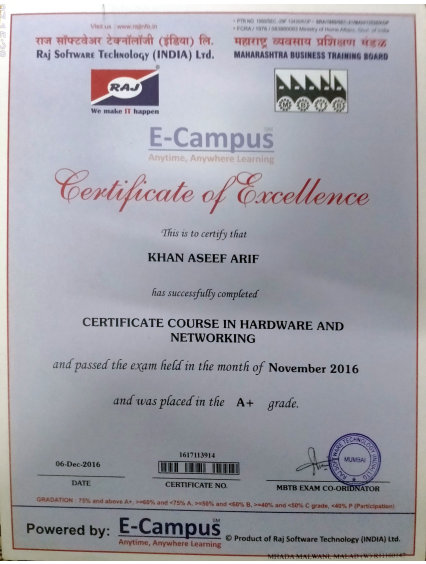 Visit us : www.rajinfo.in
राज सॉफ्टवेअर टेक्नॉलॉजी (इंडिया) लि.
Raj Software Technology (INDIA) Ltd.
महाराष्ट्र व्यवसाय प्रशिक्षण मंडळ
MAHARASHTRA BUSINESS TRAINING BOARD
RAJ
We make IT happen
MBTB
E-Campus
Anytime, Anywhere Learning
Certificate of Excellence
This is to certify that
KHAN ASEEF ARIF
has successfully completed
CERTIFICATE COURSE IN HARDWARE AND
NETWORKING
and passed the exam held in the month of November 2016
and was placed in the A+ grade.
1617113914
06-Dec-2016
DATE
CERTIFICATE NO.
MUMBAI
MBTB EXAM CO-ORIDNATOR
GRADATION : 75% and above A+, >=60% and <75% A, >=50% and <60% B, >=40% and <50% C grade, <40% P (Participation)
Powered by: E-Campus
Anytime, Anywhere Learning
© Product of Raj Software Technology (INDIA) Ltd.
MHADA MALWANI, MALAD (W)